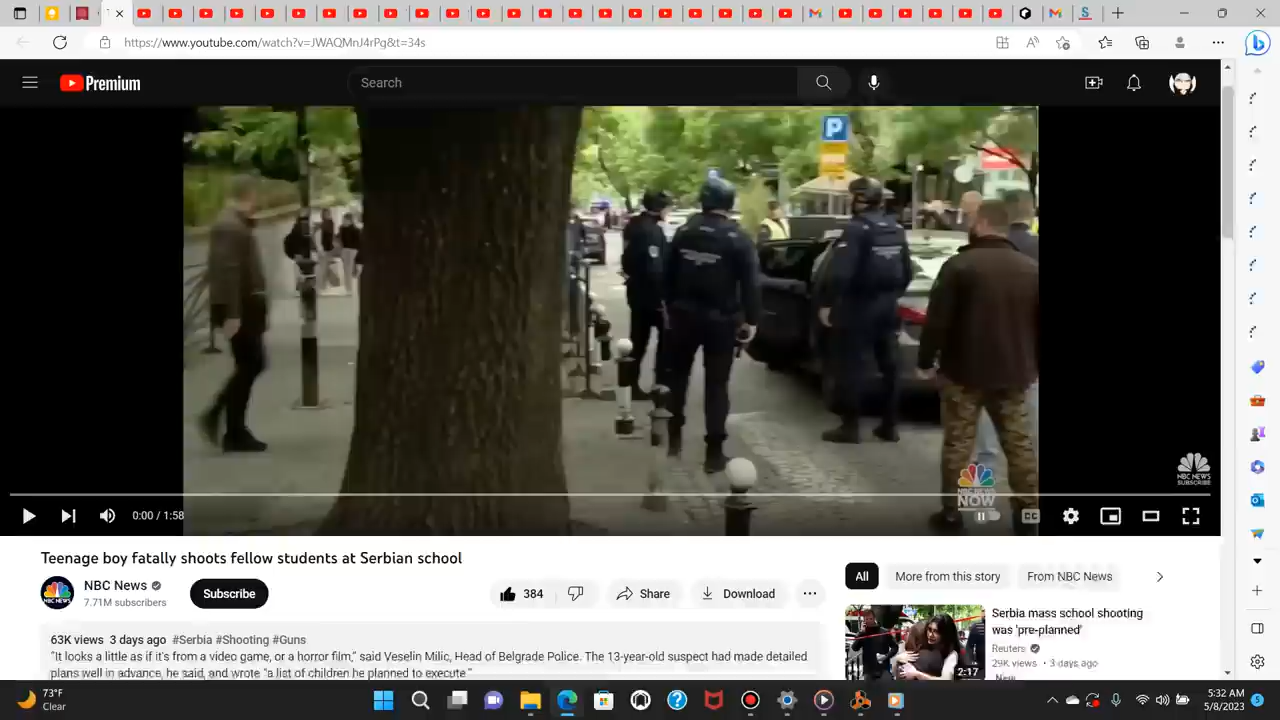 https://www.youtube.com/watch?v=JWAQMnJ4rPg&t=34s
Premium
Search
P
NBC NEWS
NOW
NBC NEWS
SUBSCRIBE
0:00 / 1:58
CC
Teenage boy fatally shoots fellow students at Serbian school
NBC News
7.71M subscribers
Subscribe
384
Share
Download
63K views 3 days ago #Serbia #Shooting #Guns
"It looks a little as if it's from a video game, or a horror film," said Veselin Milic, Head of Belgrade Police. The 13-year-old suspect had made detailed
plans well in advance, he said, and wrote "a list of children he planned to execute."
All
More from this story
From NBC News
Serbia mass school shooting
was 'pre-planned'
Reuters
29K views • 3 days ago
New
2:17
73°F
Clear
5:32 AM
5/8/2023